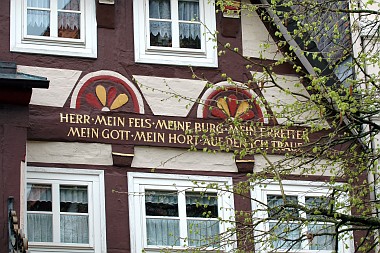 HERR · MEIN FELS · MEINE BURG · MEIN ERRETTER
MEIN GOTT · MEIN HORT · AUF DEN ICH TRAUE